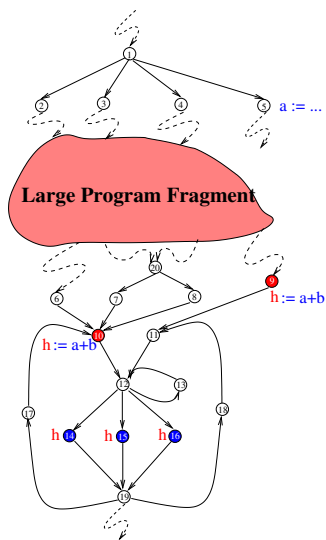 1
2
3
4
5
a := ...
Large Program Fragment
20
9
6
7
8
h := a+b
10
11
h := a+b
12
13
17
18
h
14
h
15
h
16
19